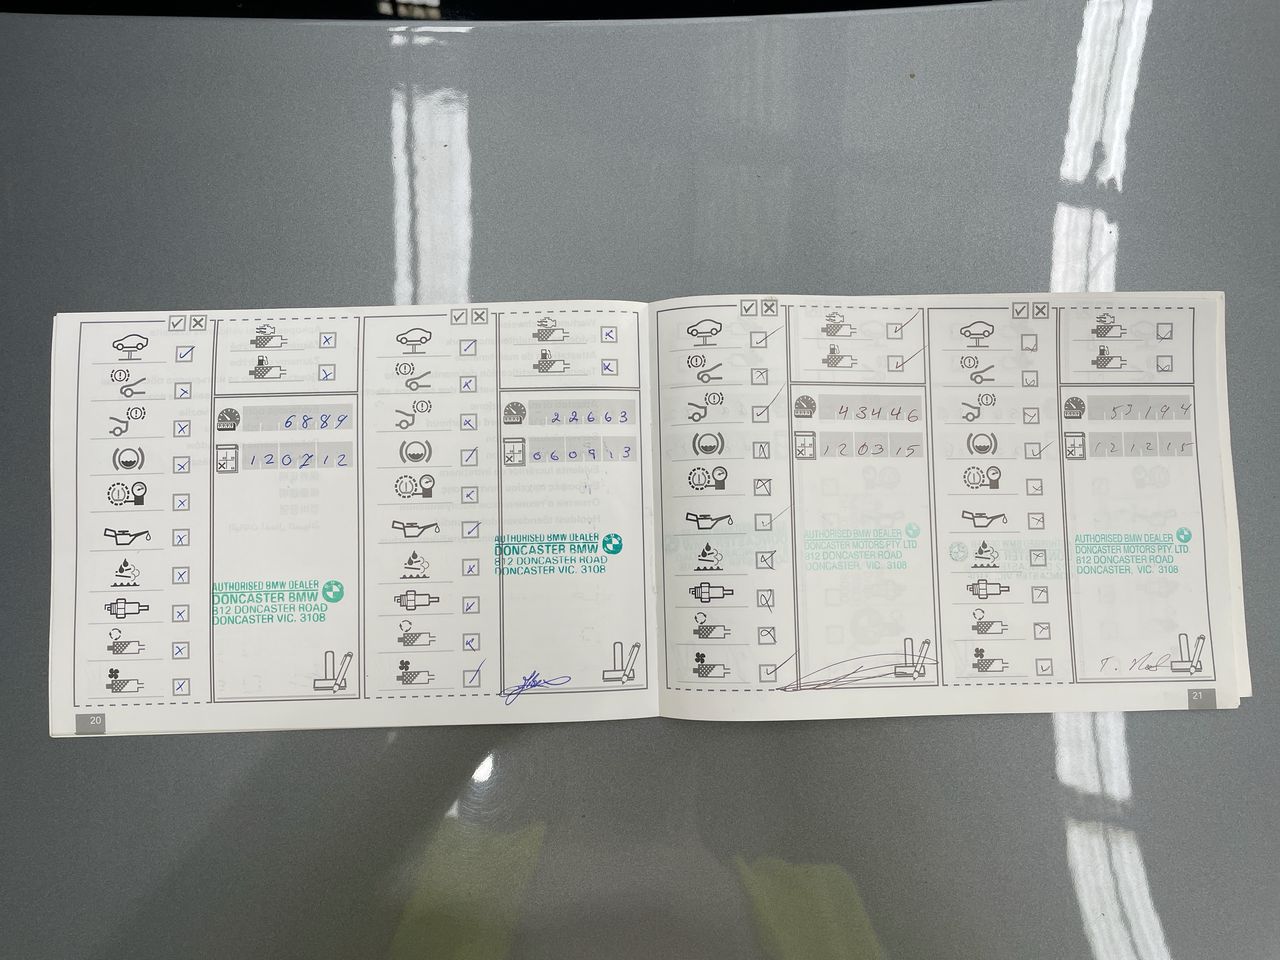 6889
120712
AUTHORISED BMW DEALER
DONCASTER BMW
812 DONCASTER ROAD
DONCASTER VIC. 3108
20
22663
060913
AUTHORISED BMW DEALER
DONCASTER BMW
812 DONCASTER ROAD
DONCASTER VIC. 3108
43446
120315
AUTHORISED BMW DEALER
DONCASTER MOTORS PTY. LTD
812 DONCASTER ROAD
DONCASTER, VIC. 3108
53194
121215
AUTHORISED BMW DEALER
DONCASTER MOTORS PTY. LTD
812 DONCASTER ROAD
DONCASTER, VIC. 3108
21